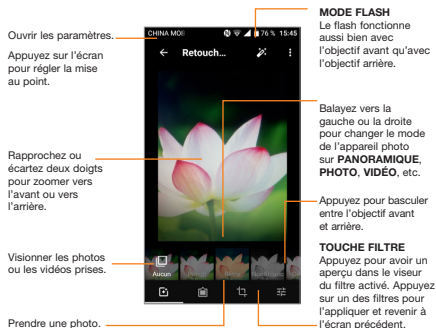 Ouvrir les paramètres.
Appuyez sur l'écran
pour régler la mise
au point.
Rapprochez ou
écartez deux doigts
pour zoomer vers
l'avant ou vers
l'arrière.
Visionner les photos
ou les vidéos prises.
Prendre une photo.
CHINA MOB
76 % 15:45
Retouch...
Aucun
MODE FLASH
Le flash fonctionne
aussi bien avec
l'objectif avant qu'avec
l'objectif arrière.
Balayez vers la
gauche ou la droite
pour changer le mode
de l'appareil photo
sur PANORAMIQUE,
PHOTO, VIDÉO, etc.
Appuyez pour basculer
entre l'objectif avant
et arrière.
TOUCHE FILTRE
Appuyez pour avoir un
aperçu dans le viseur
du filtre activé. Appuyez
sur un des filtres pour
l'appliquer et revenir à
l'écran précédent.